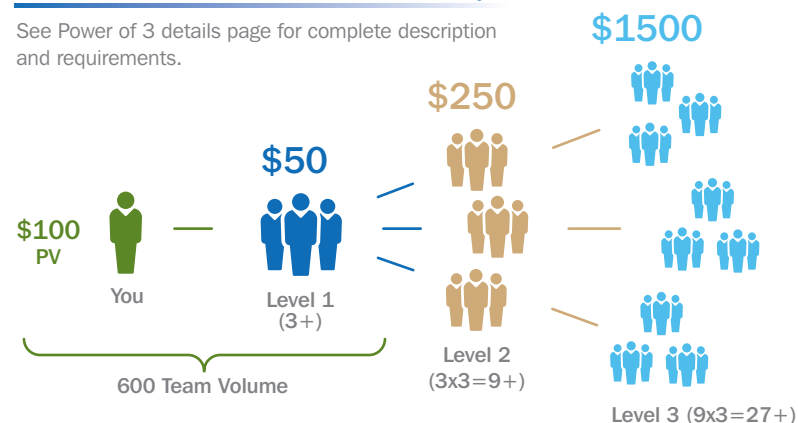 See Power of 3 details page for complete description
and requirements.
$1500
$250
$50
$100
PV
You
Level 1
(3+)
Level 2
(3x3=9+)
Level 3 (9x3=27+)
600 Team Volume